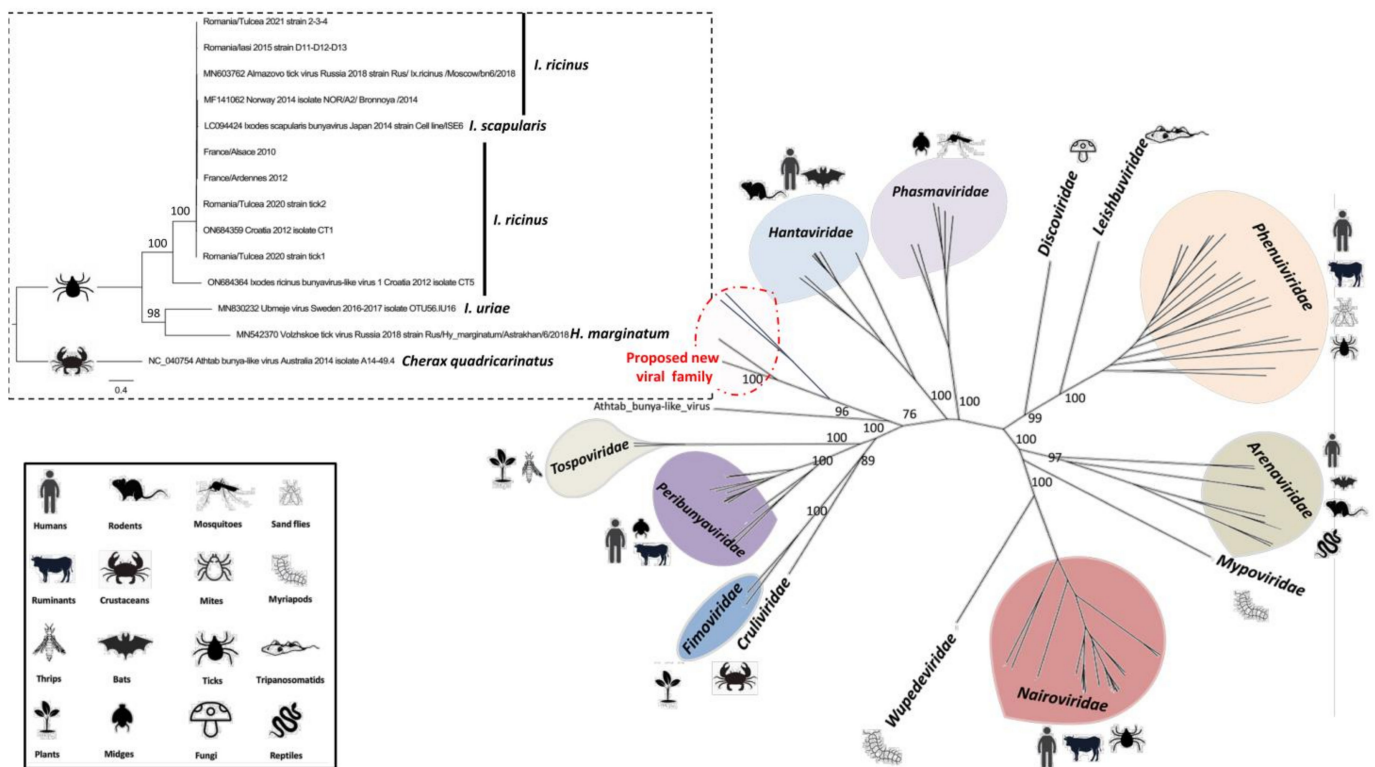 Romania/Tulcea 2021 strain 2-3-4
Romania/Iasi 2015 strain D11-D12-D13
MN603762 Almazovo tick virus Russia 2018 strain Rus/ Ix.ricinus /Moscow/bn6/2018
I. ricinus
MF141062 Norway 2014 isolate NOR/A2/ Bronnoya /2014
LC094424 Ixodes scapularis bunyavirus Japan 2014 strain Cell line/ISE6 I. scapularis
France/Alsace 2010
France/Ardennes 2012
Romania/Tulcea 2020 strain tick2
I. ricinus
ON684359 Croatia 2012 isolate CT1
Romania/Tulcea 2020 strain tick1
ON684364 Ixodes ricinus bunyavirus-like virus 1 Croatia 2012 isolate CT5
MN830232 Ubmeje virus Sweden 2016-2017 isolate OTU56.IU16 I. uriae
MN542370 Volzhskoe tick virus Russia 2018 strain Rus/Hy_marginatum/Astrakhan/6/2018 H. marginatum
NC_040754 Athtab bunya-like virus Australia 2014 isolate A14-49.4 Cherax quadricarinatus
100
100
98
0.4
Hantaviridae
Phasmaviridae
Discoviridae
Leishbuviridae
Phenuiviridae
Proposed new
viral family
100
Athtab_bunya-like_virus
96
76
100
100
99
100
100
100
100
89
100
100
100
97
Tospoviridae
Peribunyaviridae
Fimoviridae
Cruliviridae
Wupedeviridae
Nairoviridae
Mypoviridae
Arenaviridae
Humans
Rodents
Mosquitoes
Sand flies
Ruminants
Crustaceans
Mites
Myriapods
Thrips
Bats
Ticks
Tripanosomatids
Plants
Midges
Fungi
Reptiles